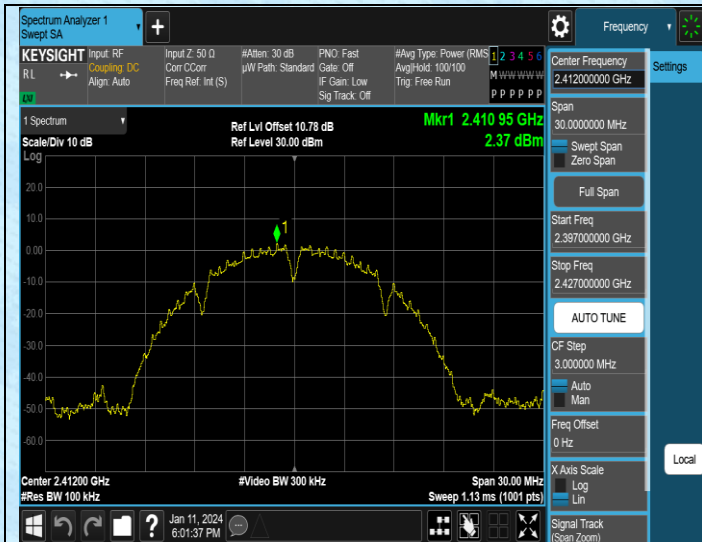 Spectrum Analyzer 1
Swept SA
+
Frequency
KEYSIGHT
RL
LXI
Input: RF
Coupling: DC
Align: Auto
Input Z: 50 Ω
Corr CCorr
Freq Ref: Int (S)
#Atten: 30 dB
µW Path: Standard
PNO: Fast
Gate: Off
IF Gain: Low
Sig Track: Off
#Avg Type: Power (RMS
Avg|Hold: 100/100
Trig: Free Run
1 2 3 4 5 6
M W W W W W
P P P P P P
Center Frequency
2.412000000 GHz
Settings
Span
30.0000000 MHz
Swept Span
Zero Span
Full Span
Start Freq
2.397000000 GHz
Stop Freq
2.427000000 GHz
AUTO TUNE
CF Step
3.000000 MHz
Auto
Man
Freq Offset
0 Hz
X Axis Scale
Log
Lin
Signal Track
(Span Zoom)
Local
1 Spectrum
Scale/Div 10 dB
Log
Ref Lvl Offset 10.78 dB
Ref Level 30.00 dBm
Mkr1 2.410 95 GHz
2.37 dBm
20.0
10.0
0.00
-10.0
-20.0
-30.0
-40.0
-50.0
-60.0
1
Center 2.41200 GHz
#Res BW 100 kHz
#Video BW 300 kHz
Span 30.00 MHz
Sweep 1.13 ms (1001 pts)
?
Jan 11, 2024
6:01:37 PM